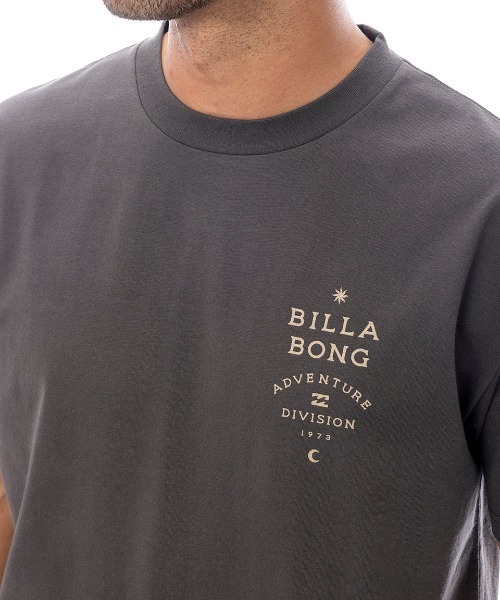 BILLA
BONG
ADVENTURE
DIVISION
1973